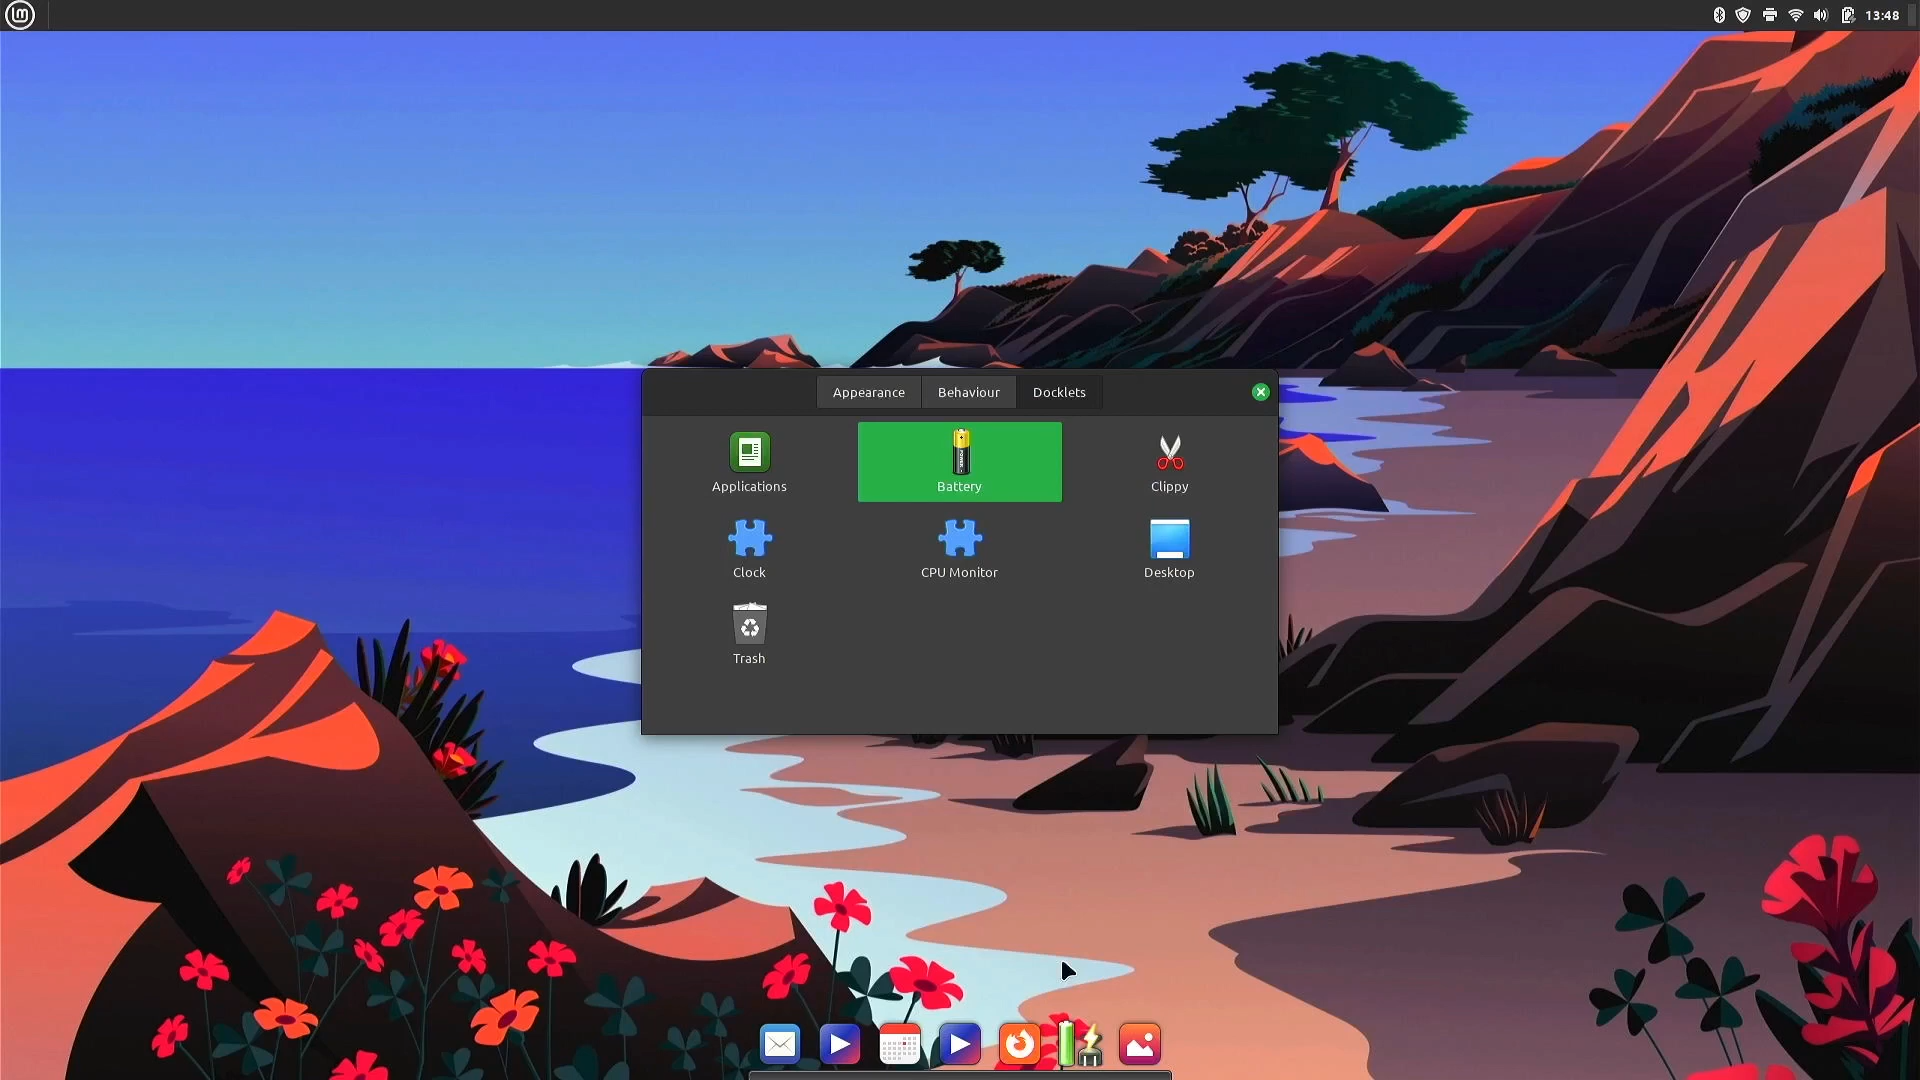 13:48
Appearance Behaviour Docklets
Applications Battery Clippy
Clock CPU Monitor Desktop
Trash